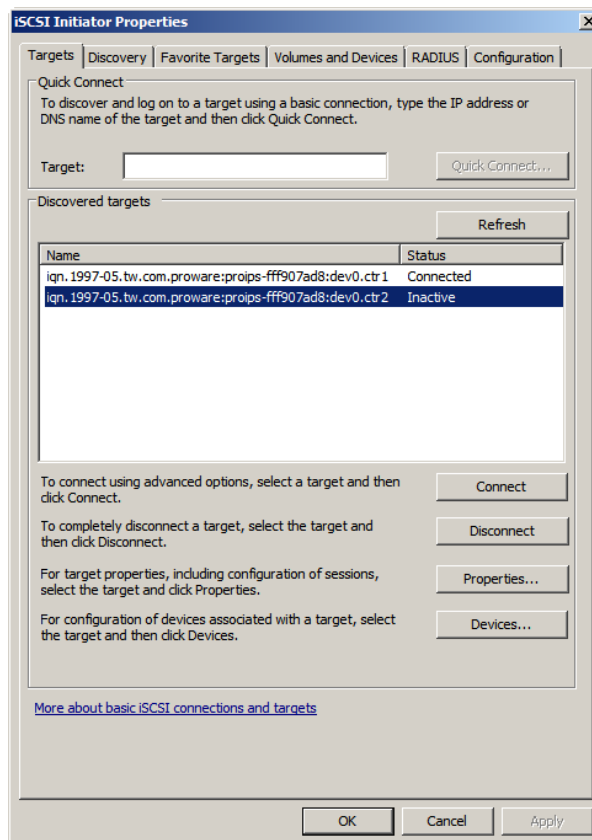 iSCSI Initiator Properties
Targets Discovery Favorite Targets Volumes and Devices RADIUS Configuration
Quick Connect
To discover and log on to a target using a basic connection, type the IP address or
DNS name of the target and then click Quick Connect.
Target: Quick Connect...
Discovered targets
Refresh
Name Status
iqn.1997-05.tw.com.proware:proips-fff907ad8:dev0.ctr1 Connected
iqn.1997-05.tw.com.proware:proips-fff907ad8:dev0.ctr2 Inactive
To connect using advanced options, select a target and then
click Connect.
Connect
To completely disconnect a target, select the target and
then click Disconnect.
Disconnect
For target properties, including configuration of sessions,
select the target and click Properties.
Properties...
For configuration of devices associated with a target, select
the target and then click Devices.
Devices...
More about basic iSCSI connections and targets
OK Cancel Apply